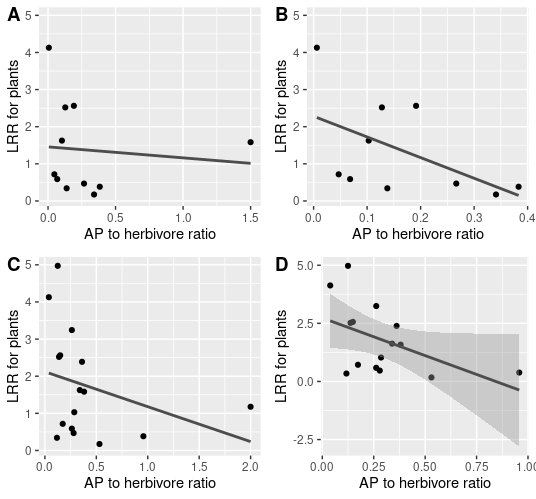 A
LRR for plants
5
4
3
2
1
0
0.0 0.5 1.0 1.5
AP to herbivore ratio
B
LRR for plants
5
4
3
2
1
0
0.0 0.1 0.2 0.3 0.4
AP to herbivore ratio
C
LRR for plants
5
4
3
2
1
0
0.0 0.5 1.0 1.5 2.0
AP to herbivore ratio
D
LRR for plants
5.0
2.5
0.0
-2.5
0.00 0.25 0.50 0.75 1.00
AP to herbivore ratio